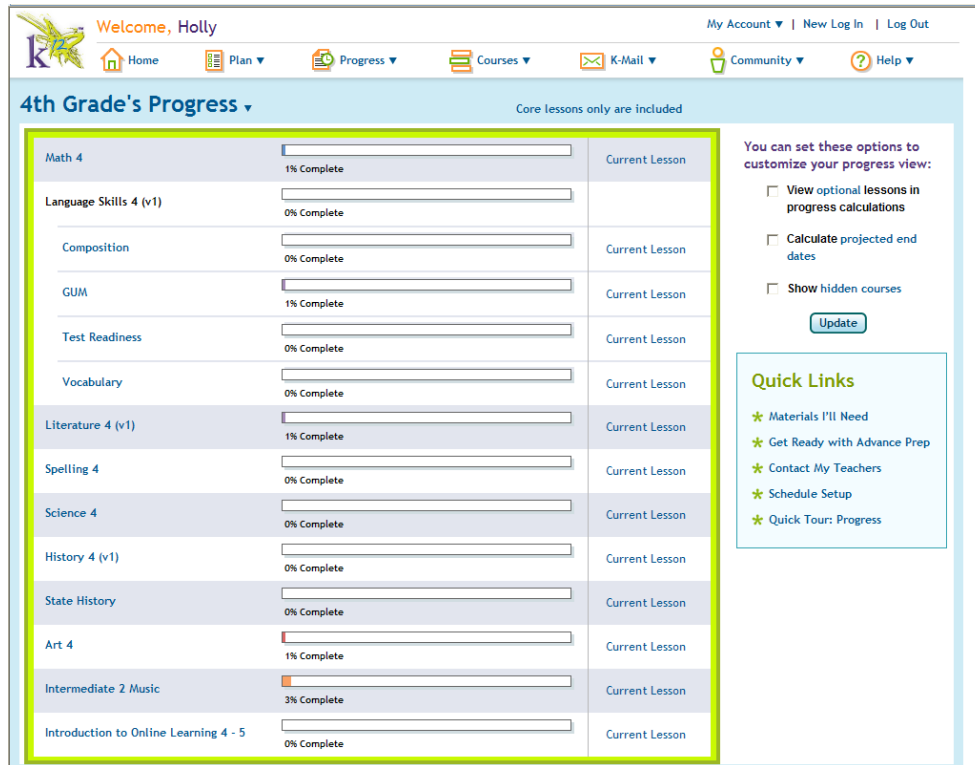 Welcome, Holly
My Account ▼ | New Log In | Log Out
k12
Home
Plan ▼
Progress ▼
Courses ▼
K-Mail ▼
Community ▼
Help ▼
4th Grade's Progress ▾
Core lessons only are included
Math 4
1% Complete
Current Lesson
Language Skills 4 (v1)
0% Complete
Composition
0% Complete
Current Lesson
GUM
1% Complete
Current Lesson
Test Readiness
0% Complete
Current Lesson
Vocabulary
0% Complete
Current Lesson
Literature 4 (v1)
1% Complete
Current Lesson
Spelling 4
0% Complete
Current Lesson
Science 4
0% Complete
Current Lesson
History 4 (v1)
0% Complete
Current Lesson
State History
0% Complete
Current Lesson
Art 4
1% Complete
Current Lesson
Intermediate 2 Music
3% Complete
Current Lesson
Introduction to Online Learning 4 - 5
0% Complete
Current Lesson
You can set these options to
customize your progress view:
View optional lessons in
progress calculations
Calculate projected end
dates
Show hidden courses
Update
Quick Links
Materials I'll Need
Get Ready with Advance Prep
Contact My Teachers
Schedule Setup
Quick Tour: Progress